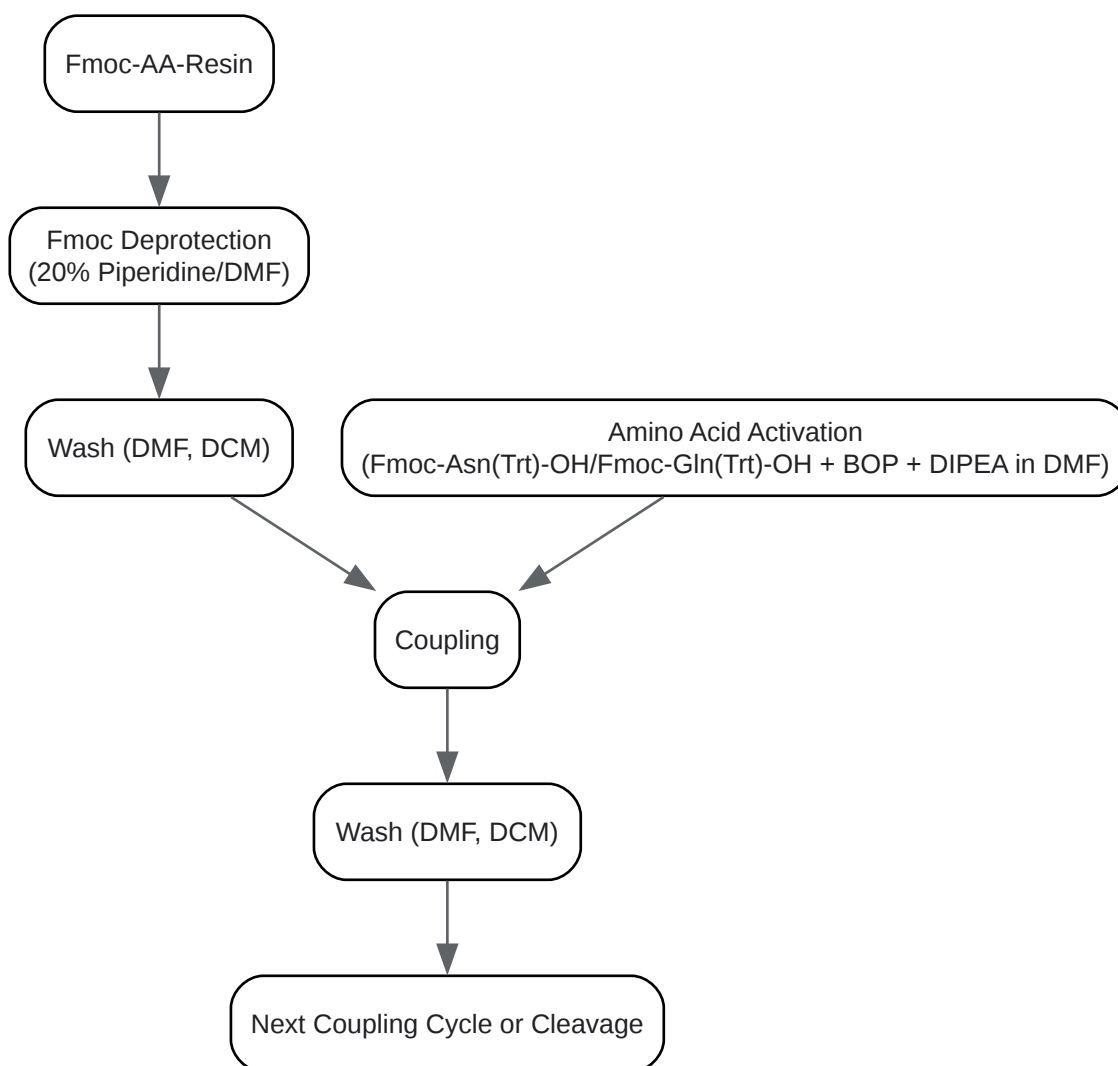 Fmoc-AA-Resin
Fmoc Deprotection
(20% Piperidine/DMF)
Wash (DMF, DCM)
Amino Acid Activation
(Fmoc-Asn(Trt)-OH/Fmoc-Gln(Trt)-OH + BOP + DIPEA in DMF)
Coupling
Wash (DMF, DCM)
Next Coupling Cycle or Cleavage